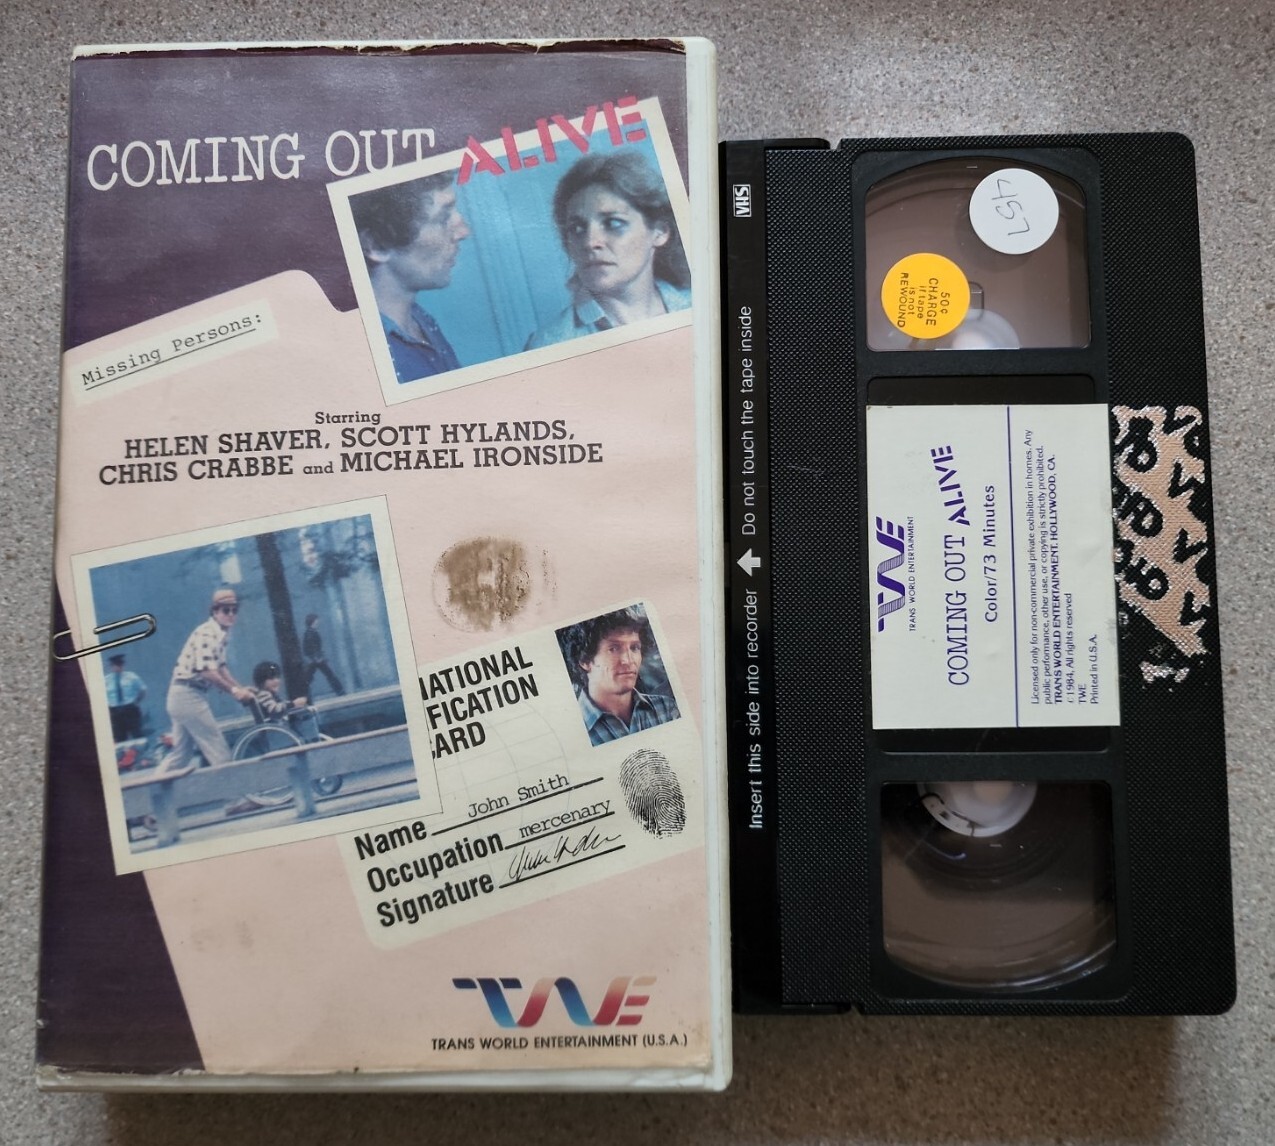 COMING OUT ALIVE
Missing Persons:
Starring
HELEN SHAVER, SCOTT HYLANDS,
CHRIS CRABBE and MICHAEL IRONSIDE
NATIONAL
IFICATION
CARD
Name John Smith
Occupation mercenary
Signature
TWE
TRANS WORLD ENTERTAINMENT (U.S.A.)
VHS
Insert this side into recorder Do not touch the tape inside
457
50¢
CHARGE
if tape
is not
REWOUND
TWE
TRANS WORLD ENTERTAINMENT
COMING OUT ALIVE
Color/73 Minutes
Licensed only for non-commercial private exhibition in homes. Any
public performance, other use, or copying is strictly prohibited.
TRANS WORLD ENTERTAINMENT, HOLLYWOOD, CA.
©1984, All rights reserved
TWE
Printed in U.S.A.